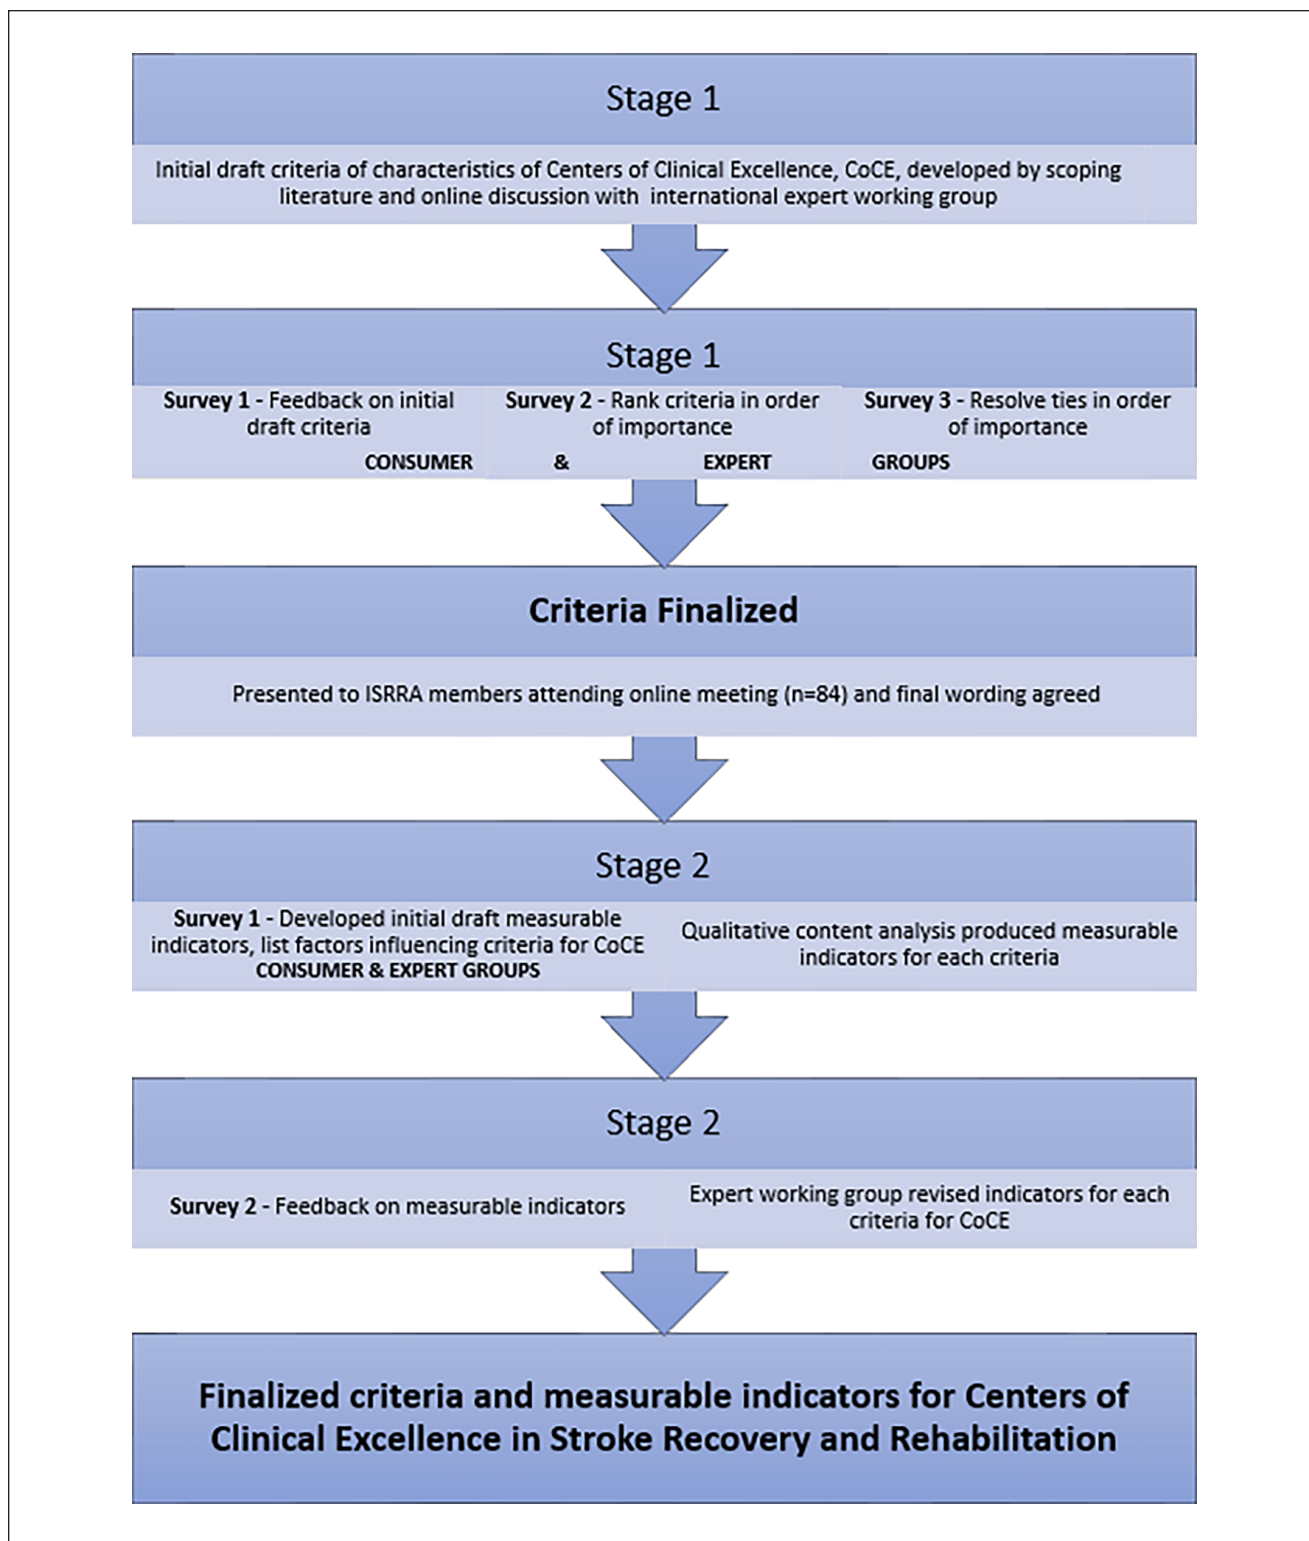 Stage 1
Initial draft criteria of characteristics of Centers of Clinical Excellence, CoCE, developed by scoping
literature and online discussion with international expert working group
Stage 1
Survey 1 - Feedback on initial
draft criteria
Survey 2 - Rank criteria in order
of importance
Survey 3 - Resolve ties in order
of importance
CONSUMER & EXPERT GROUPS
Criteria Finalized
Presented to ISRRA members attending online meeting (n=84) and final wording agreed
Stage 2
Survey 1 - Developed initial draft measurable
indicators, list factors influencing criteria for CoCE
CONSUMER & EXPERT GROUPS
Qualitative content analysis produced measurable
indicators for each criteria
Stage 2
Survey 2 - Feedback on measurable indicators
Expert working group revised indicators for each
criteria for CoCE
Finalized criteria and measurable indicators for Centers of
Clinical Excellence in Stroke Recovery and Rehabilitation